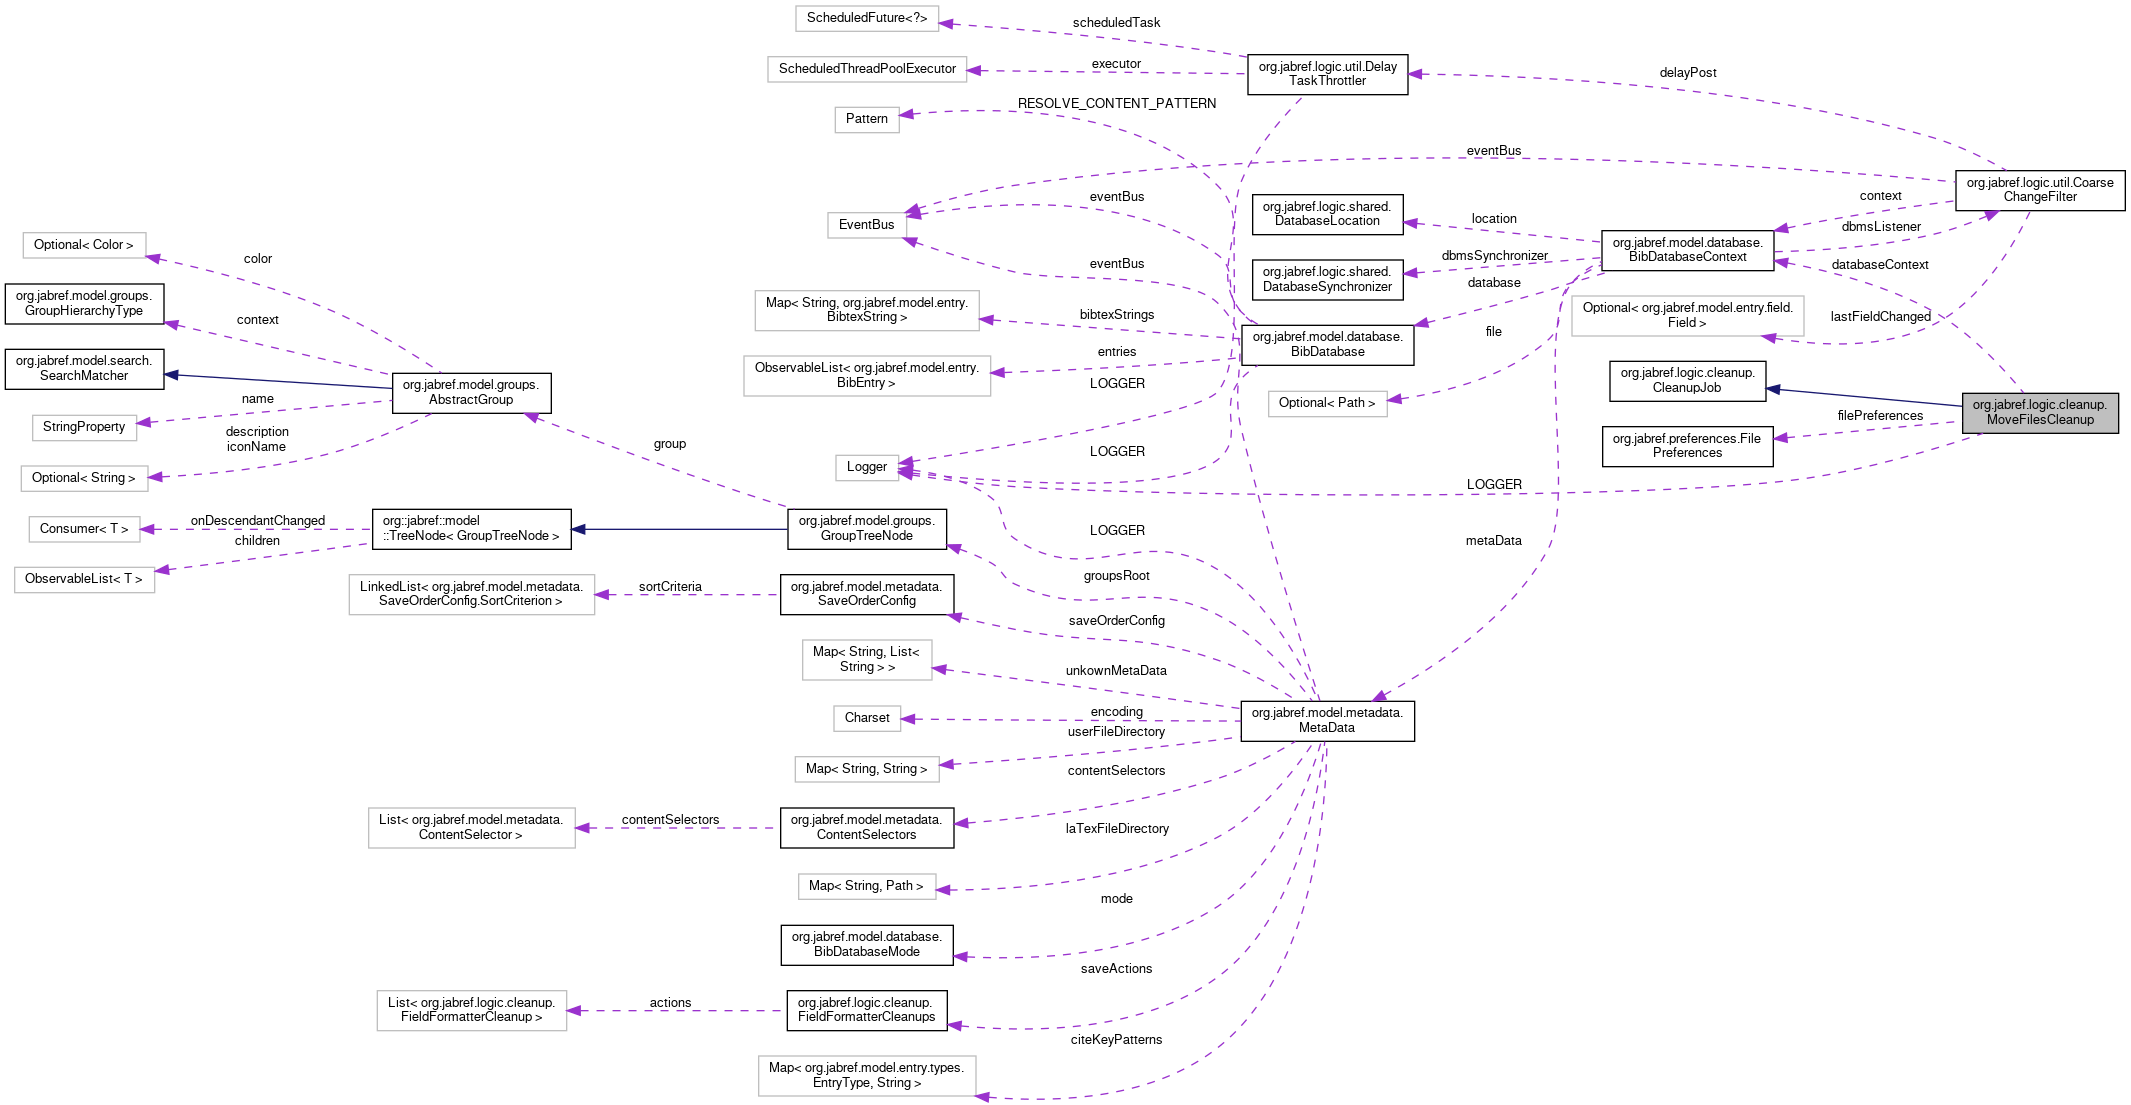 ScheduledFuture<?>
scheduledTask
ScheduledThreadPoolExecutor
executor
org.jabref.logic.util.Delay
TaskThrottler
delayPost
RESOLVE_CONTENT_PATTERN
Pattern
eventBus
org.jabref.logic.util.Coarse
ChangeFilter
eventBus
context
org.jabref.logic.shared.
DatabaseLocation
location
dbmsListener
EventBus
Optional< Color >
color
org.jabref.model.database.
BibDatabaseContext
eventBus
dbmsSynchronizer
databaseContext
org.jabref.logic.shared.
DatabaseSynchronizer
database
org.jabref.model.groups.
GroupHierarchyType
context
Map< String, org.jabref.model.entry.
BibtexString >
bibtexStrings
Optional< org.jabref.model.entry.field.
Field >
lastFieldChanged
file
org.jabref.model.database.
BibDatabase
entries
org.jabref.model.search.
SearchMatcher
ObservableList< org.jabref.model.entry.
BibEntry >
org.jabref.logic.cleanup.
CleanupJob
LOGGER
org.jabref.model.groups.
AbstractGroup
name
Optional< Path >
org.jabref.logic.cleanup.
MoveFilesCleanup
filePreferences
StringProperty
description
iconName
group
org.jabref.preferences.File
Preferences
LOGGER
Logger
Optional< String >
LOGGER
onDescendantChanged
Consumer< T >
org::jabref::model
::TreeNode< GroupTreeNode >
org.jabref.model.groups.
GroupTreeNode
LOGGER
metaData
children
ObservableList< T >
groupsRoot
LinkedList< org.jabref.model.metadata.
SaveOrderConfig.SortCriterion >
sortCriteria
org.jabref.model.metadata.
SaveOrderConfig
saveOrderConfig
Map< String, List<
String > >
unkownMetaData
Charset
encoding
org.jabref.model.metadata.
MetaData
userFileDirectory
Map< String, String >
contentSelectors
List< org.jabref.model.metadata.
ContentSelector >
contentSelectors
org.jabref.model.metadata.
ContentSelectors
laTexFileDirectory
Map< String, Path >
mode
org.jabref.model.database.
BibDatabaseMode
saveActions
List< org.jabref.logic.cleanup.
FieldFormatterCleanup >
actions
org.jabref.logic.cleanup.
FieldFormatterCleanups
citeKeyPatterns
Map< org.jabref.model.entry.types.
EntryType, String >